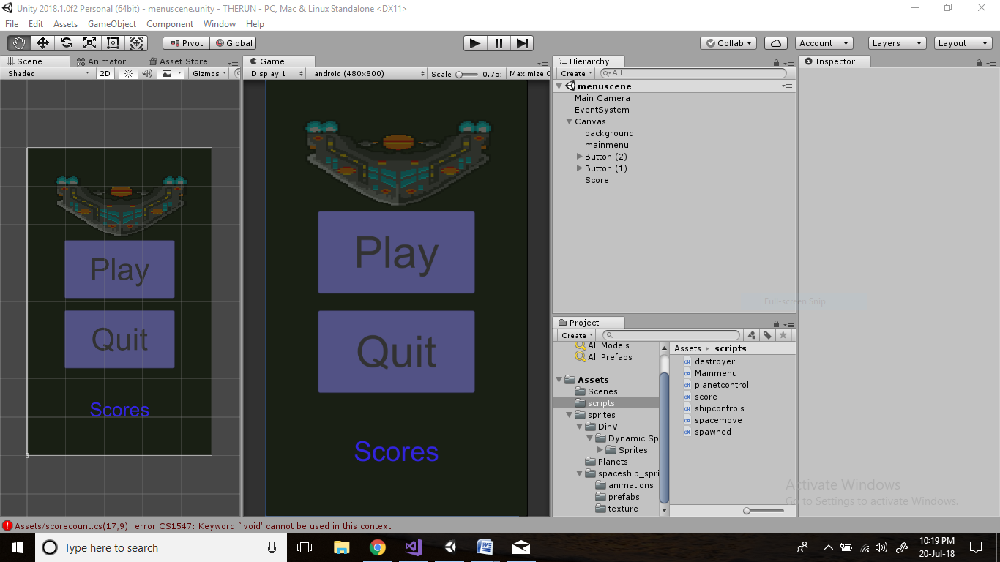 Unity 2018.1.0f2 Personal (64bit) - menuscene.unity - THERUN - PC, Mac & Linux Standalone <DX11>
File Edit Assets GameObject Component Window Help
Pivot Global Collab Account Layers Layout
Scene Animator Asset Store
Shaded 2D Gizmos
Play
Quit
Scores
Game
Display 1 android (480x800) Scale 0.75: Maximize
Play
Quit
Scores
Hierarchy
Create All
menuscene
Main Camera
EventSystem
Canvas
background
mainmenu
Button (2)
Button (1)
Score
Inspector
Full-screen Snip
Project
Create
All Models
All Prefabs
Assets
Scenes
scripts
sprites
DinV
Dynamic Sp
Sprites
Planets
spaceship_spri
animations
prefabs
texture
Assets scripts
destroyer
Mainmenu
planetcontrol
score
shipcontrols
spacemove
spawned
Activate Windows
Go to Settings to activate Windows.
Assets/scorecount.cs(17,9): error CS1547: Keyword `void' cannot be used in this context
Type here to search
10:19 PM
20-Jul-18